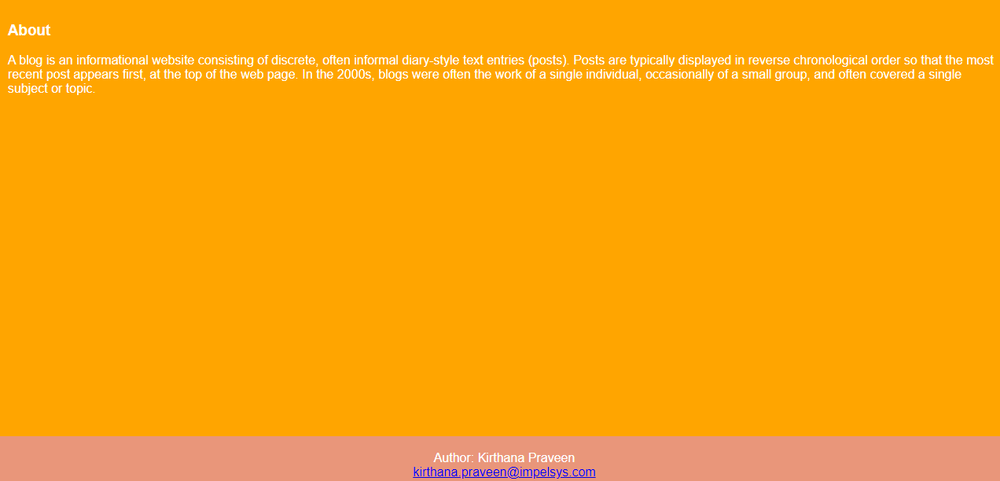 About
A blog is an informational website consisting of discrete, often informal diary-style text entries (posts). Posts are typically displayed in reverse chronological order so that the most
recent post appears first, at the top of the web page. In the 2000s, blogs were often the work of a single individual, occasionally of a small group, and often covered a single
subject or topic.
Author: Kirthana Praveen
kirthana.praveen@impelsys.com